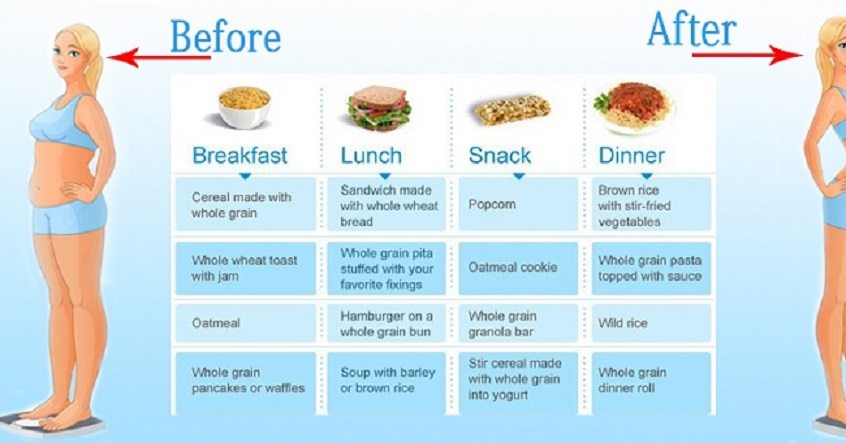 Before
After
Breakfast
Lunch
Snack
Dinner
Cereal made with
whole grain
Sandwich made
with whole wheat
bread
Popcorn
Brown rice
with stir-fried
vegetables
Whole wheat toast
with jam
Whole grain pita
stuffed with your
favorite fixings
Oatmeal cookie
Whole grain pasta
topped with sauce
Oatmeal
Hamburger on a
whole grain bun
Whole grain
granola bar
Wild rice
Whole grain
pancakes or waffles
Soup with barley
or brown rice
Stir cereal made
with whole grain
into yogurt
Whole grain
dinner roll